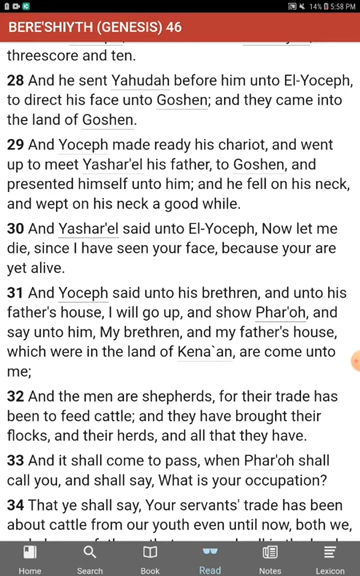 14% 5:58 PM
BERE'SHIYTH (GENESIS) 46
threescore and ten.
28 And he sent Yahudah before him unto El-Yoceph,
to direct his face unto Goshen; and they came into
the land of Goshen.
29 And Yoceph made ready his chariot, and went
up to meet Yashar'el his father, to Goshen, and
presented himself unto him; and he fell on his neck,
and wept on his neck a good while.
30 And Yashar'el said unto El-Yoceph, Now let me
die, since I have seen your face, because your are
yet alive.
31 And Yoceph said unto his brethren, and unto his
father's house, I will go up, and show Phar'oh, and
say unto him, My brethren, and my father's house,
which were in the land of Kena`an, are come unto
me;
32 And the men are shepherds, for their trade has
been to feed cattle; and they have brought their
flocks, and their herds, and all that they have.
33 And it shall come to pass, when Phar'oh shall
call you, and shall say, What is your occupation?
34 That ye shall say, Your servants' trade has been
about cattle from our youth even until now, both we,
Home Search Book Read Notes Lexicon